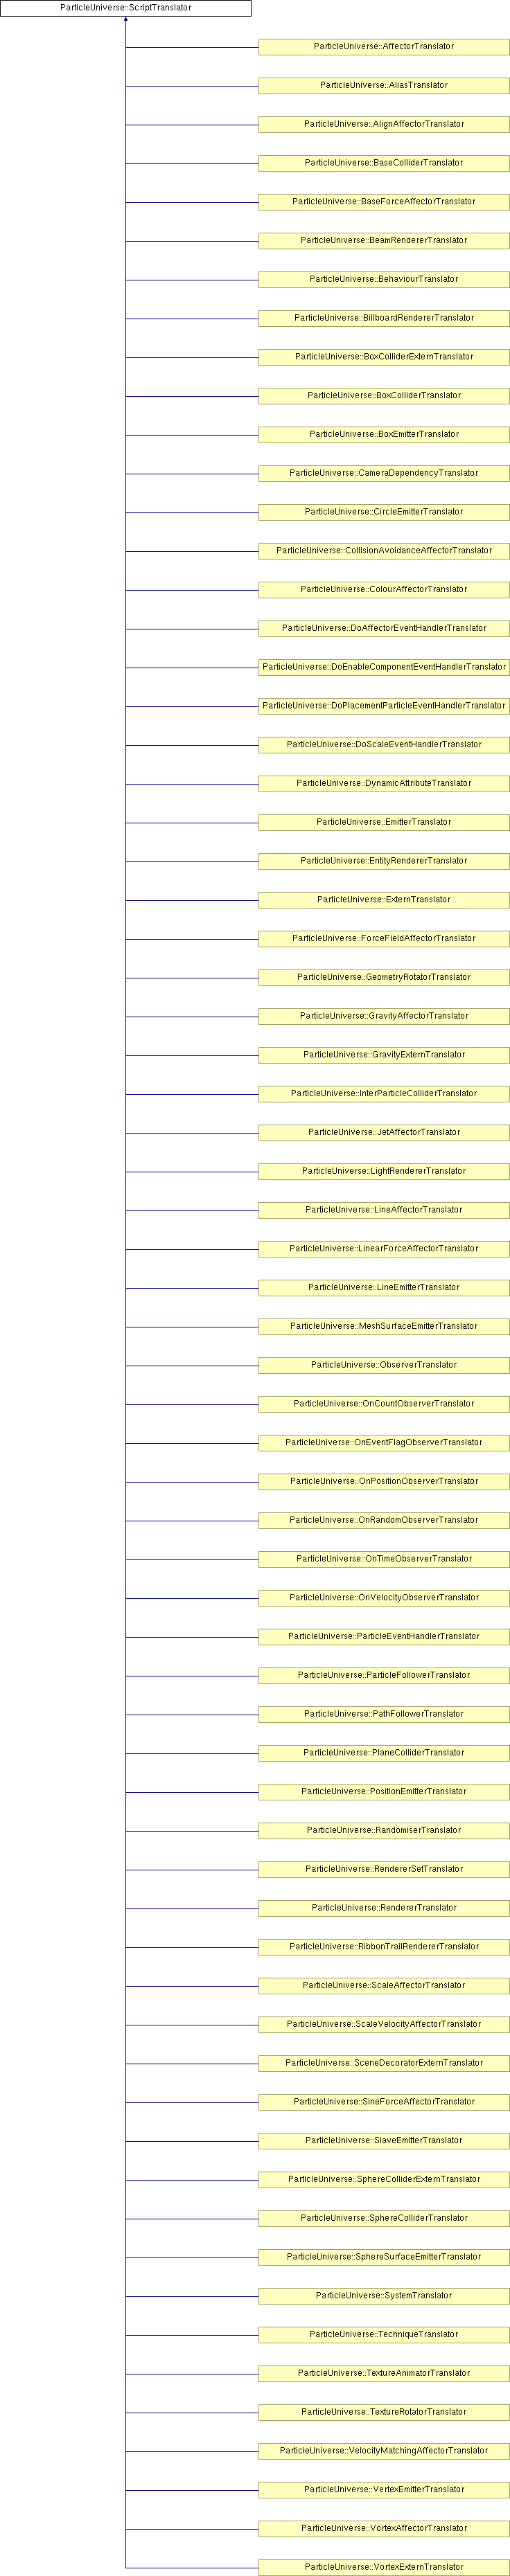 ParticleUniverse::ScriptTranslator
ParticleUniverse::AffectorTranslator
ParticleUniverse::AliasTranslator
ParticleUniverse::AlignAffectorTranslator
ParticleUniverse::BaseColliderTranslator
ParticleUniverse::BaseForceAffectorTranslator
ParticleUniverse::BeamRendererTranslator
ParticleUniverse::BehaviourTranslator
ParticleUniverse::BillboardRendererTranslator
ParticleUniverse::BoxColliderExternTranslator
ParticleUniverse::BoxColliderTranslator
ParticleUniverse::BoxEmitterTranslator
ParticleUniverse::CameraDependencyTranslator
ParticleUniverse::CircleEmitterTranslator
ParticleUniverse::CollisionAvoidanceAffectorTranslator
ParticleUniverse::ColourAffectorTranslator
ParticleUniverse::DoAffectorEventHandlerTranslator
ParticleUniverse::DoEnableComponentEventHandlerTranslator
ParticleUniverse::DoPlacementParticleEventHandlerTranslator
ParticleUniverse::DoScaleEventHandlerTranslator
ParticleUniverse::DynamicAttributeTranslator
ParticleUniverse::EmitterTranslator
ParticleUniverse::EntityRendererTranslator
ParticleUniverse::ExternTranslator
ParticleUniverse::ForceFieldAffectorTranslator
ParticleUniverse::GeometryRotatorTranslator
ParticleUniverse::GravityAffectorTranslator
ParticleUniverse::GravityExternTranslator
ParticleUniverse::InterParticleColliderTranslator
ParticleUniverse::JetAffectorTranslator
ParticleUniverse::LightRendererTranslator
ParticleUniverse::LineAffectorTranslator
ParticleUniverse::LinearForceAffectorTranslator
ParticleUniverse::LineEmitterTranslator
ParticleUniverse::MeshSurfaceEmitterTranslator
ParticleUniverse::ObserverTranslator
ParticleUniverse::OnCountObserverTranslator
ParticleUniverse::OnEventFlagObserverTranslator
ParticleUniverse::OnPositionObserverTranslator
ParticleUniverse::OnRandomObserverTranslator
ParticleUniverse::OnTimeObserverTranslator
ParticleUniverse::OnVelocityObserverTranslator
ParticleUniverse::ParticleEventHandlerTranslator
ParticleUniverse::ParticleFollowerTranslator
ParticleUniverse::PathFollowerTranslator
ParticleUniverse::PlaneColliderTranslator
ParticleUniverse::PositionEmitterTranslator
ParticleUniverse::RandomiserTranslator
ParticleUniverse::RendererSetTranslator
ParticleUniverse::RendererTranslator
ParticleUniverse::RibbonTrailRendererTranslator
ParticleUniverse::ScaleAffectorTranslator
ParticleUniverse::ScaleVelocityAffectorTranslator
ParticleUniverse::SceneDecoratorExternTranslator
ParticleUniverse::SineForceAffectorTranslator
ParticleUniverse::SlaveEmitterTranslator
ParticleUniverse::SphereColliderExternTranslator
ParticleUniverse::SphereColliderTranslator
ParticleUniverse::SphereSurfaceEmitterTranslator
ParticleUniverse::SystemTranslator
ParticleUniverse::TechniqueTranslator
ParticleUniverse::TextureAnimatorTranslator
ParticleUniverse::TextureRotatorTranslator
ParticleUniverse::VelocityMatchingAffectorTranslator
ParticleUniverse::VertexEmitterTranslator
ParticleUniverse::VortexAffectorTranslator
ParticleUniverse::VortexExternTranslator